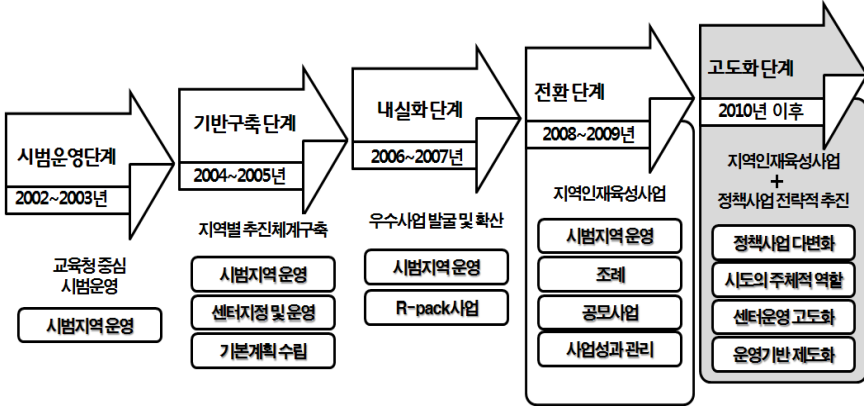 시범운영단계
2002~2003년
교육청 중심
시범운영
시범지역 운영
기반구축 단계
2004~2005년
지역별 추진체계구축
시범지역 운영
센터지정 및 운영
기본계획 수립
내실화 단계
2006~2007년
우수사업 발굴 및 확산
시범지역 운영
R-pack사업
전환 단계
2008~2009년
지역인재육성사업
시범지역 운영
조례
공모사업
사업성과 관리
고도화 단계
2010년 이후
지역인재육성사업
+
정책사업 전략적 추진
정책사업 다변화
시도의 주체적 역할
센터운영 고도화
운영기반 제도화